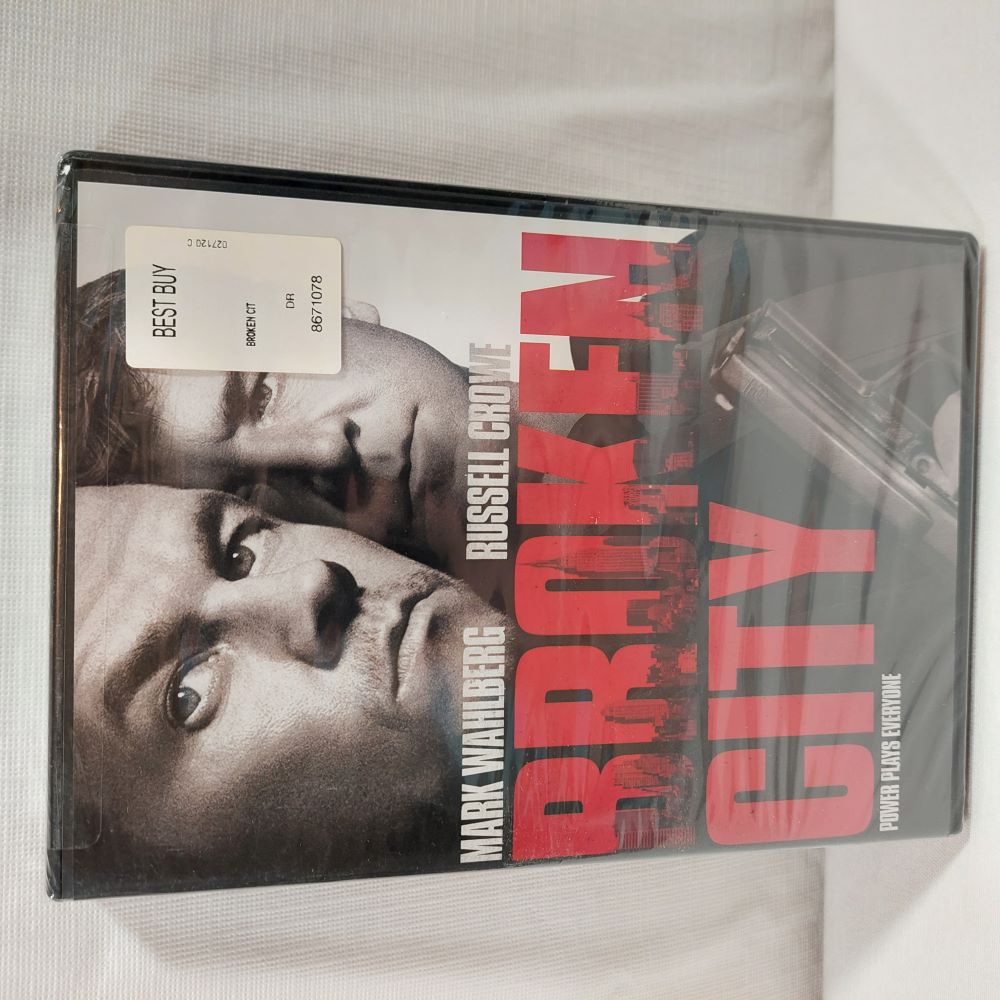 BEST BUY
027120 C
BROKEN CIT
DR
8671078
MARK WAHLBERG RUSSELL CROWE
BROKEN
CITY
POWER PLAYS EVERYONE